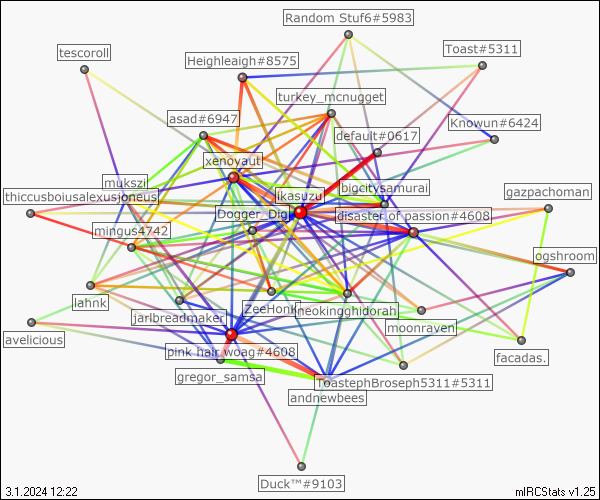 Random Stuf6#5983
tescoroll
Toast#5311
Heighleigh#8575
turkey_mcnugget
asad#6947
Knowun#6424
default#0617
xenoyaut
mukszi
bigcitysamurai
thiccusboiusalexusjoneus
Ikasuzu
gazpachoman
Dogger_Dig
disaster of passion#4608
mingus4742
ogshroom
lahnk
ZeeHonk
neokingghidorah
jarlbreadmaker
moonraven
avelicious
pink hair woag#4608
facadas.
gregor_samsa
ToastephBroseph5311#5311
andnewbees
Duck™#9103
3.1.2024 12:22
mIRCStats v1.25